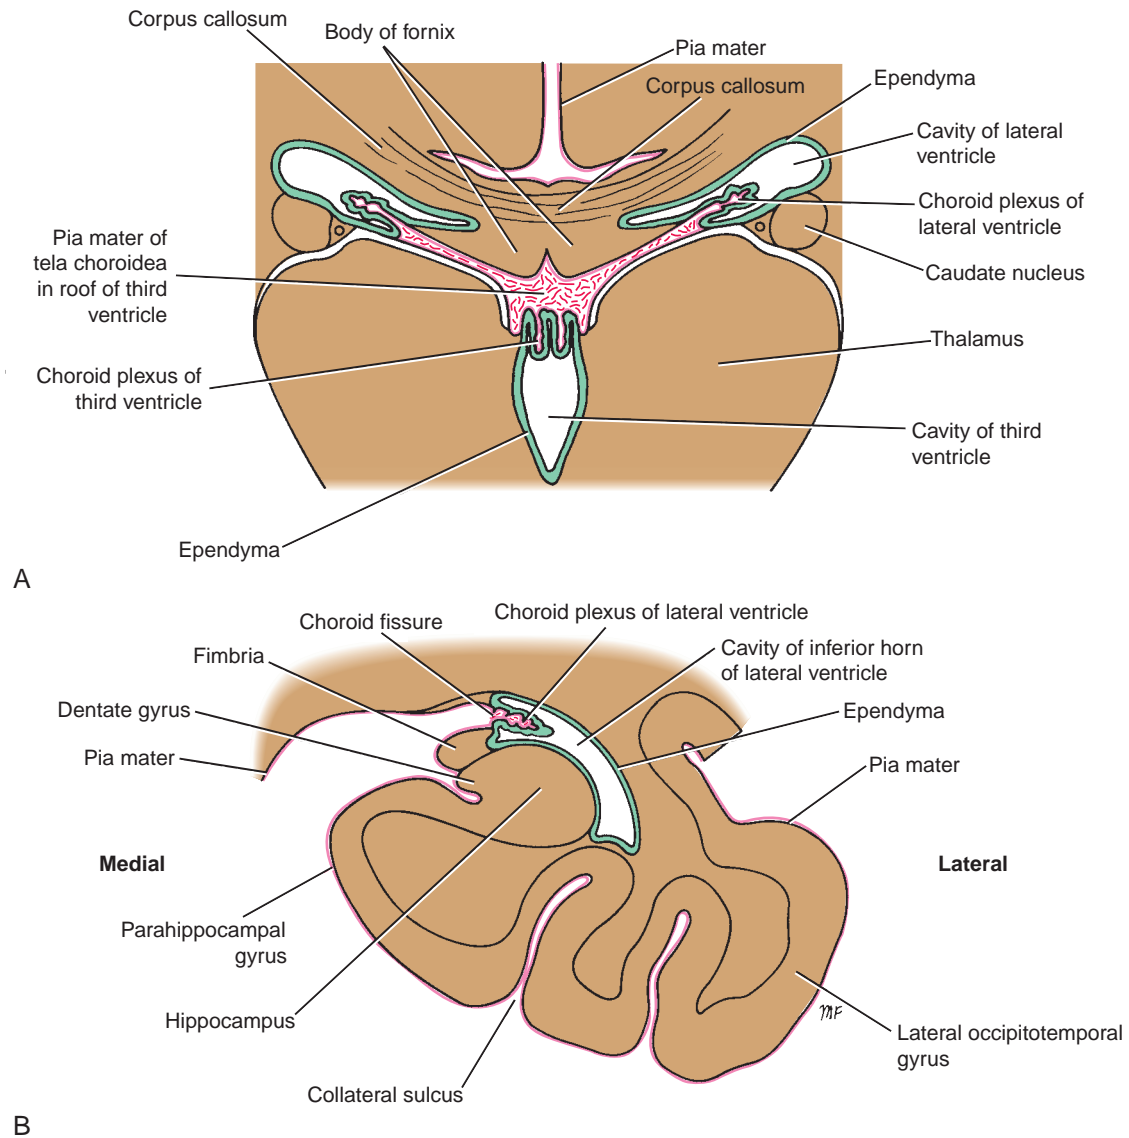 Corpus callosum
Body of fornix
Pia mater
Corpus callosum
Ependyma
Cavity of lateral
ventricle
Choroid plexus of
lateral ventricle
Caudate nucleus
Pia mater of
tela choroidea
in roof of third
ventricle
Thalamus
Choroid plexus of
third ventricle
Cavity of third
ventricle
Ependyma
A
Choroid plexus of lateral ventricle
Choroid fissure
Cavity of inferior horn
of lateral ventricle
Fimbria
Dentate gyrus
Ependyma
Pia mater
Pia mater
Medial
Lateral
Parahippocampal
gyrus
Hippocampus
MF
Lateral occipitotemporal
gyrus
Collateral sulcus
B